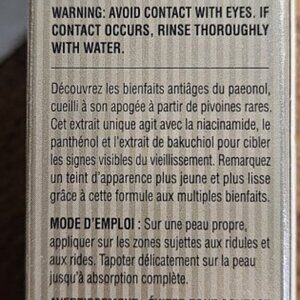 WARNING: AVOID CONTACT WITH EYES. IF
CONTACT OCCURS, RINSE THOROUGHLY
WITH WATER.
Découvrez les bienfaits antiâges du paeonol,
cueilli à son apogée à partir de pivoines rares.
Cet extrait unique agit avec la niacinamide, le
panthénol et l'extrait de bakuchiol pour cibler
les signes visibles du vieillissement. Remarquez
un teint d'apparence plus jeune et plus lisse
grâce à cette formule aux multiples bienfaits.
MODE D'EMPLOI : Sur une peau propre,
appliquer sur les zones sujettes aux ridules et
aux rides. Tapoter délicatement sur la peau
jusqu'à absorption complète.